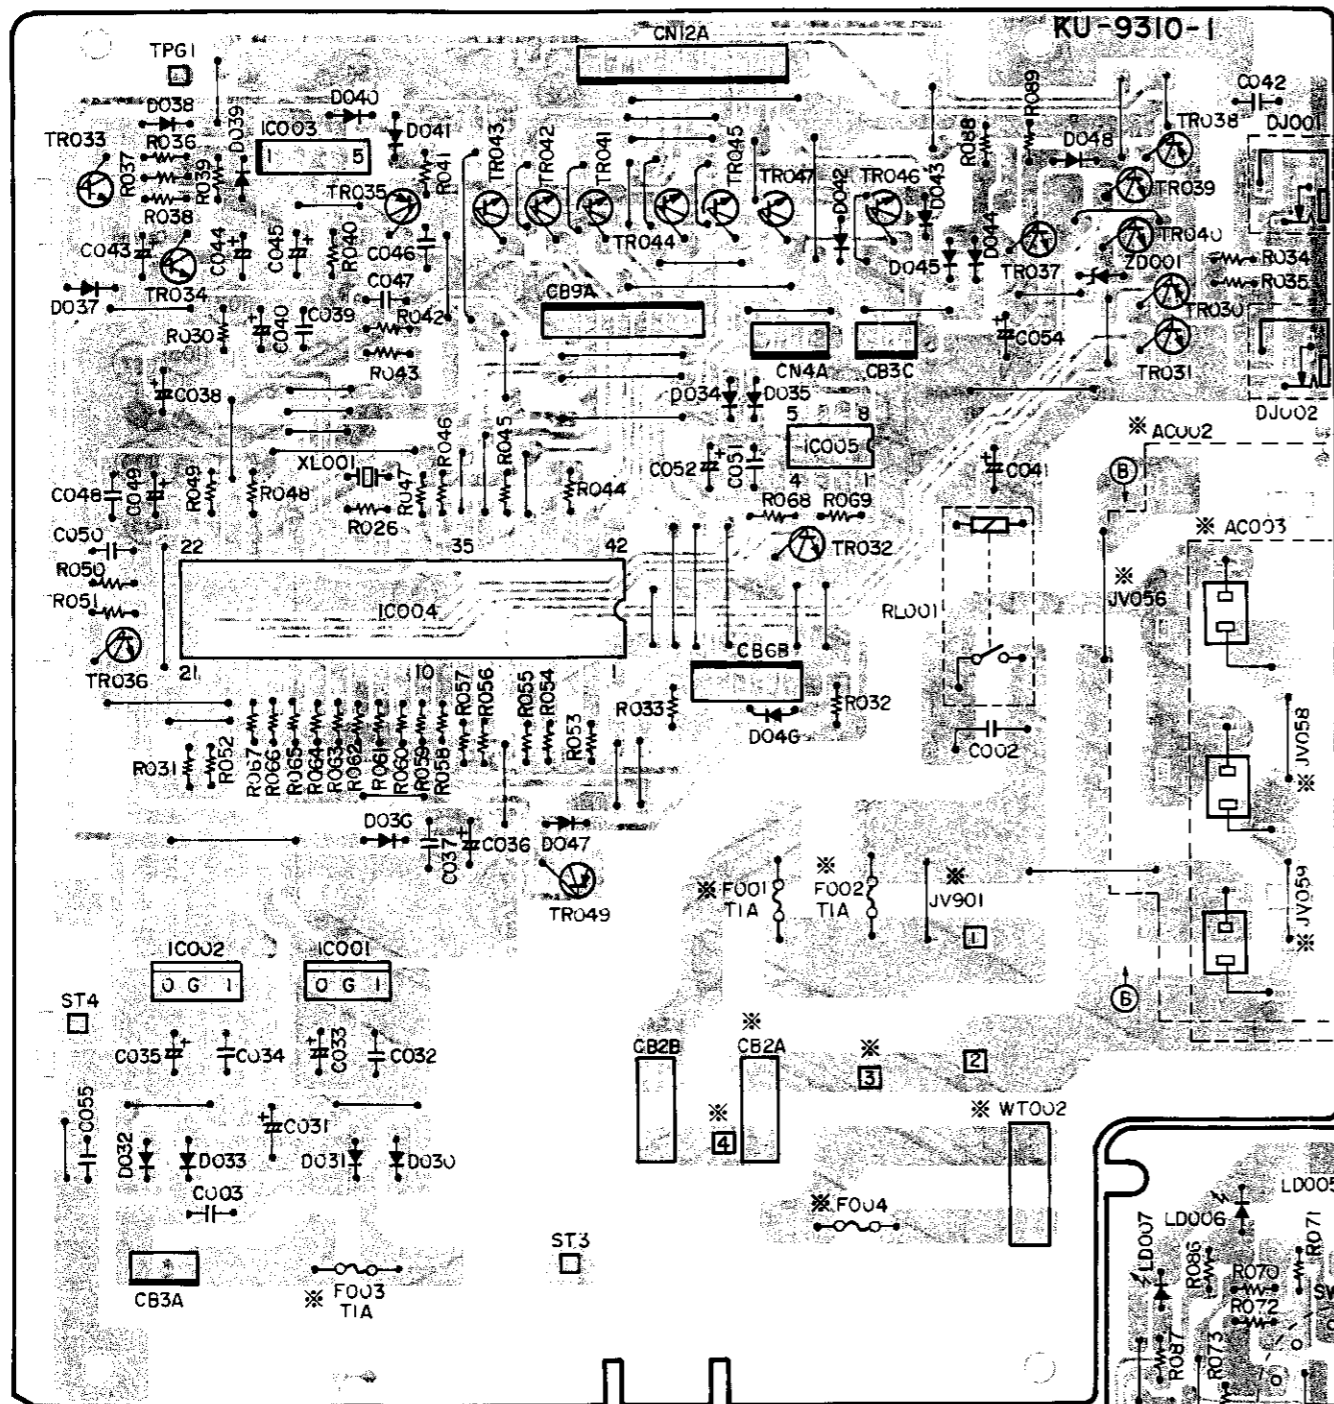 KU-9310-1
CN12A
TPG1
C042
D038
D039
D040
IC003
1 5
D041
R089
R088
D048
TR038
DJ001
TR033
R036
R037
R039
R038
R041
TR043
TR042
TR041
TR045
TR047
D042
TR046
D043
TR039
TR035
C043
C044
C045
R040
C046
TR044
D044
D045
TR037
TR040
ZD001
R034
R035
D037
TR034
C047
CB9A
TR030
R030
C040
C039
R042
R043
CN4A
CB3C
C054
TR031
C038
D034
D035
DJ002
5 8
IC005
4 1
※ AC002
XL001
R046
R045
C052
C051
C041
B
C048
C049
R049
R048
R047
R026
R044
R068
R069
※ AC003
C050
22 35 42
TR032
R050
R051
IC004
RL001
※
JV056
TR036
21 10 1
CB6B
R057
R056
R055
R054
R053
R033
R032
D046
C002
JV058
※
R031
R052
R067
R066
R065
R064
R063
R062
R061
R060
R059
R058
D036
C037
C036
D047
TR049
※ F001
T1A
※
F002
T1A
※
JV901
JV059
※
1
IC002
O G I
IC001
O G I
ST4
Б
C035
C034
C033
C032
CB2B
※
CB2A
※
3
2
C055
C031
※
4
※ WT002
D032
D033
D031
D030
C003
※ F004
ST3
CB3A
※ F003
T1A
LD005
LD006
LD007
R086
R071
R070
R072
SW
R087
R073